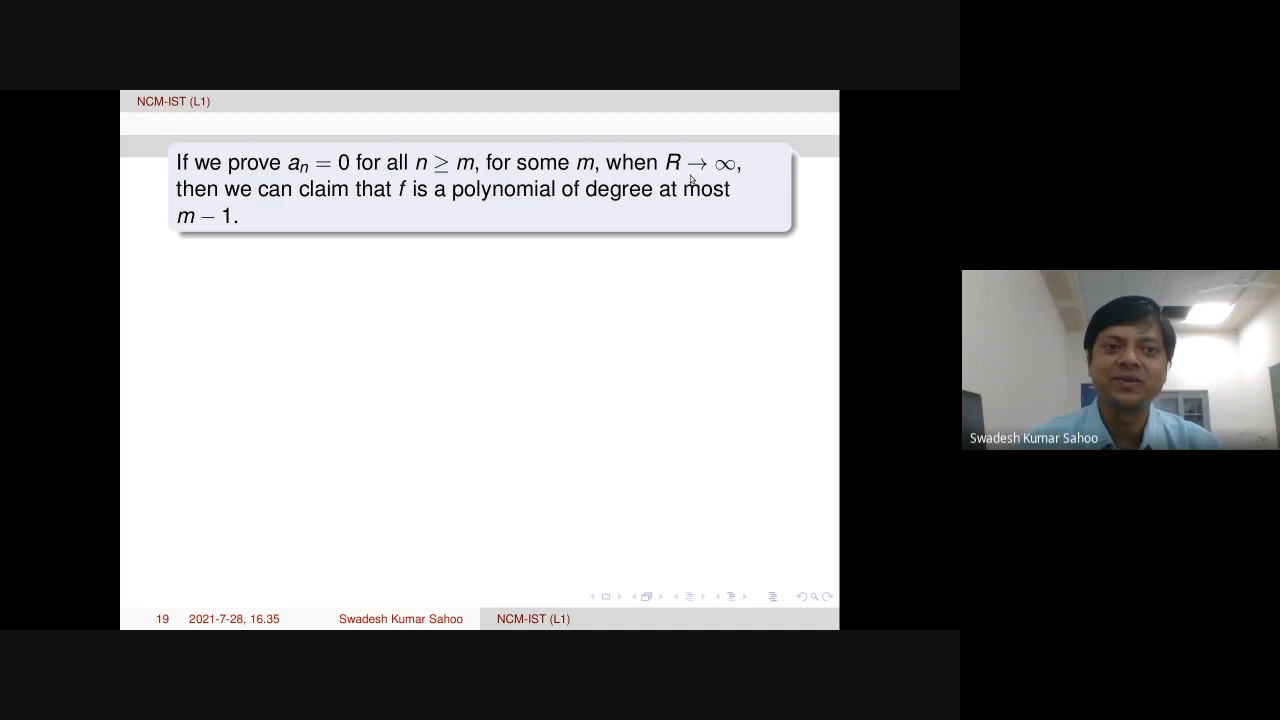 NCM-IST (L1)
If we prove aₙ = 0 for all n ≥ m, for some m, when R → ∞,
then we can claim that f is a polynomial of degree at most
m − 1.
Swadesh Kumar Sahoo
19 2021-7-28, 16.35 Swadesh Kumar Sahoo NCM-IST (L1)